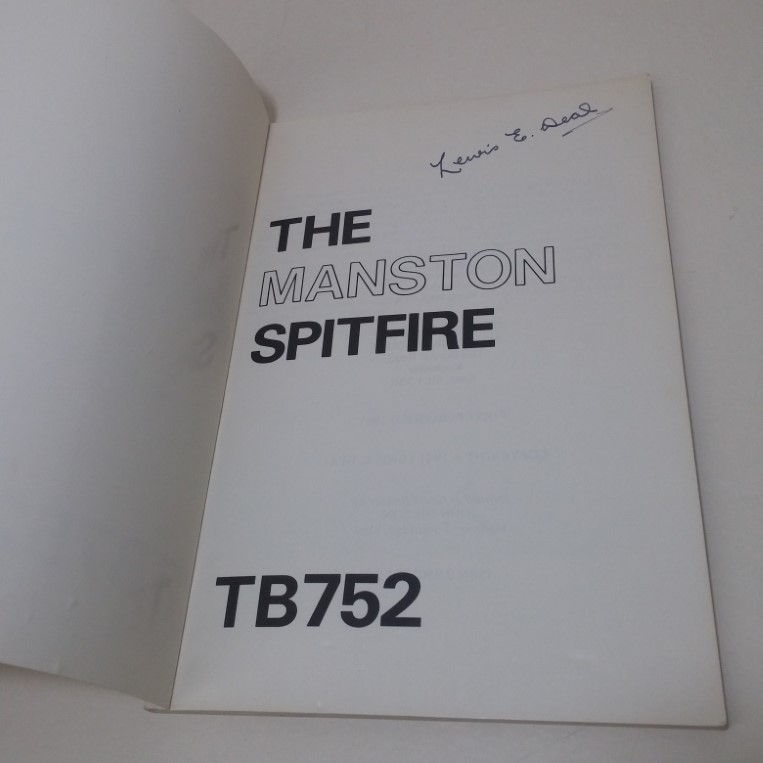 Lewis E. Deal
THE
MANSTON
SPITFIRE
TB752